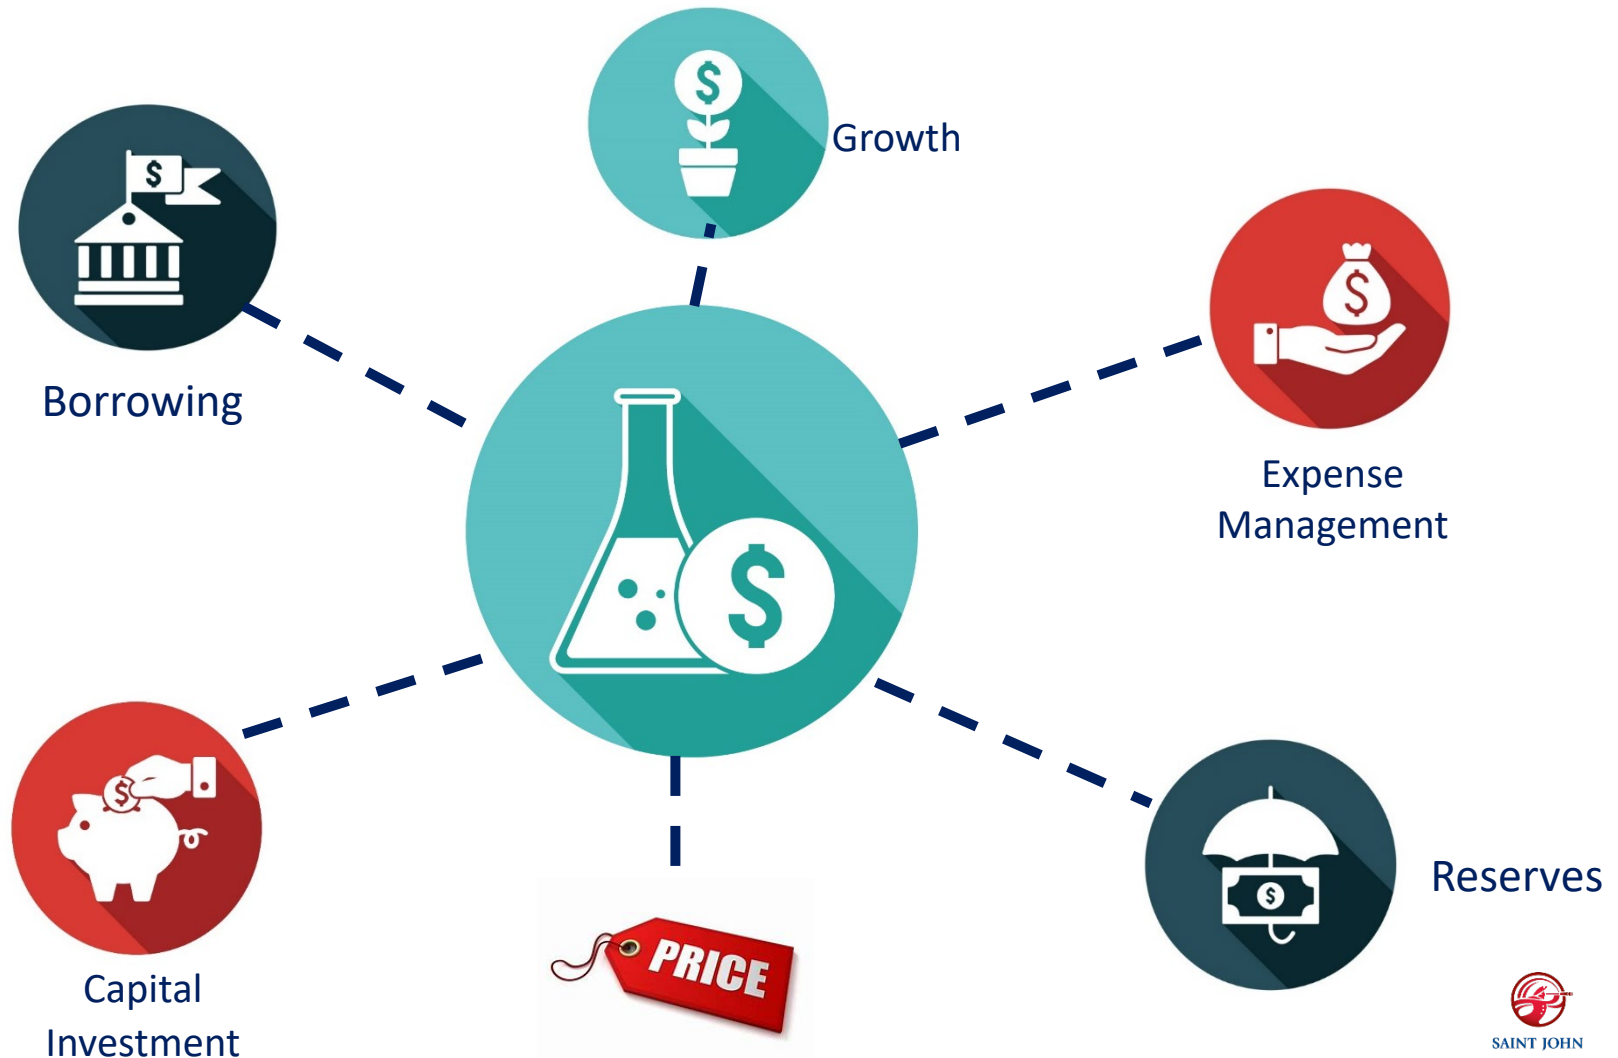 $
Growth
$
Borrowing
$
Expense
Management
$
$
Capital
Investment
PRICE
$
Reserves
SAINT JOHN